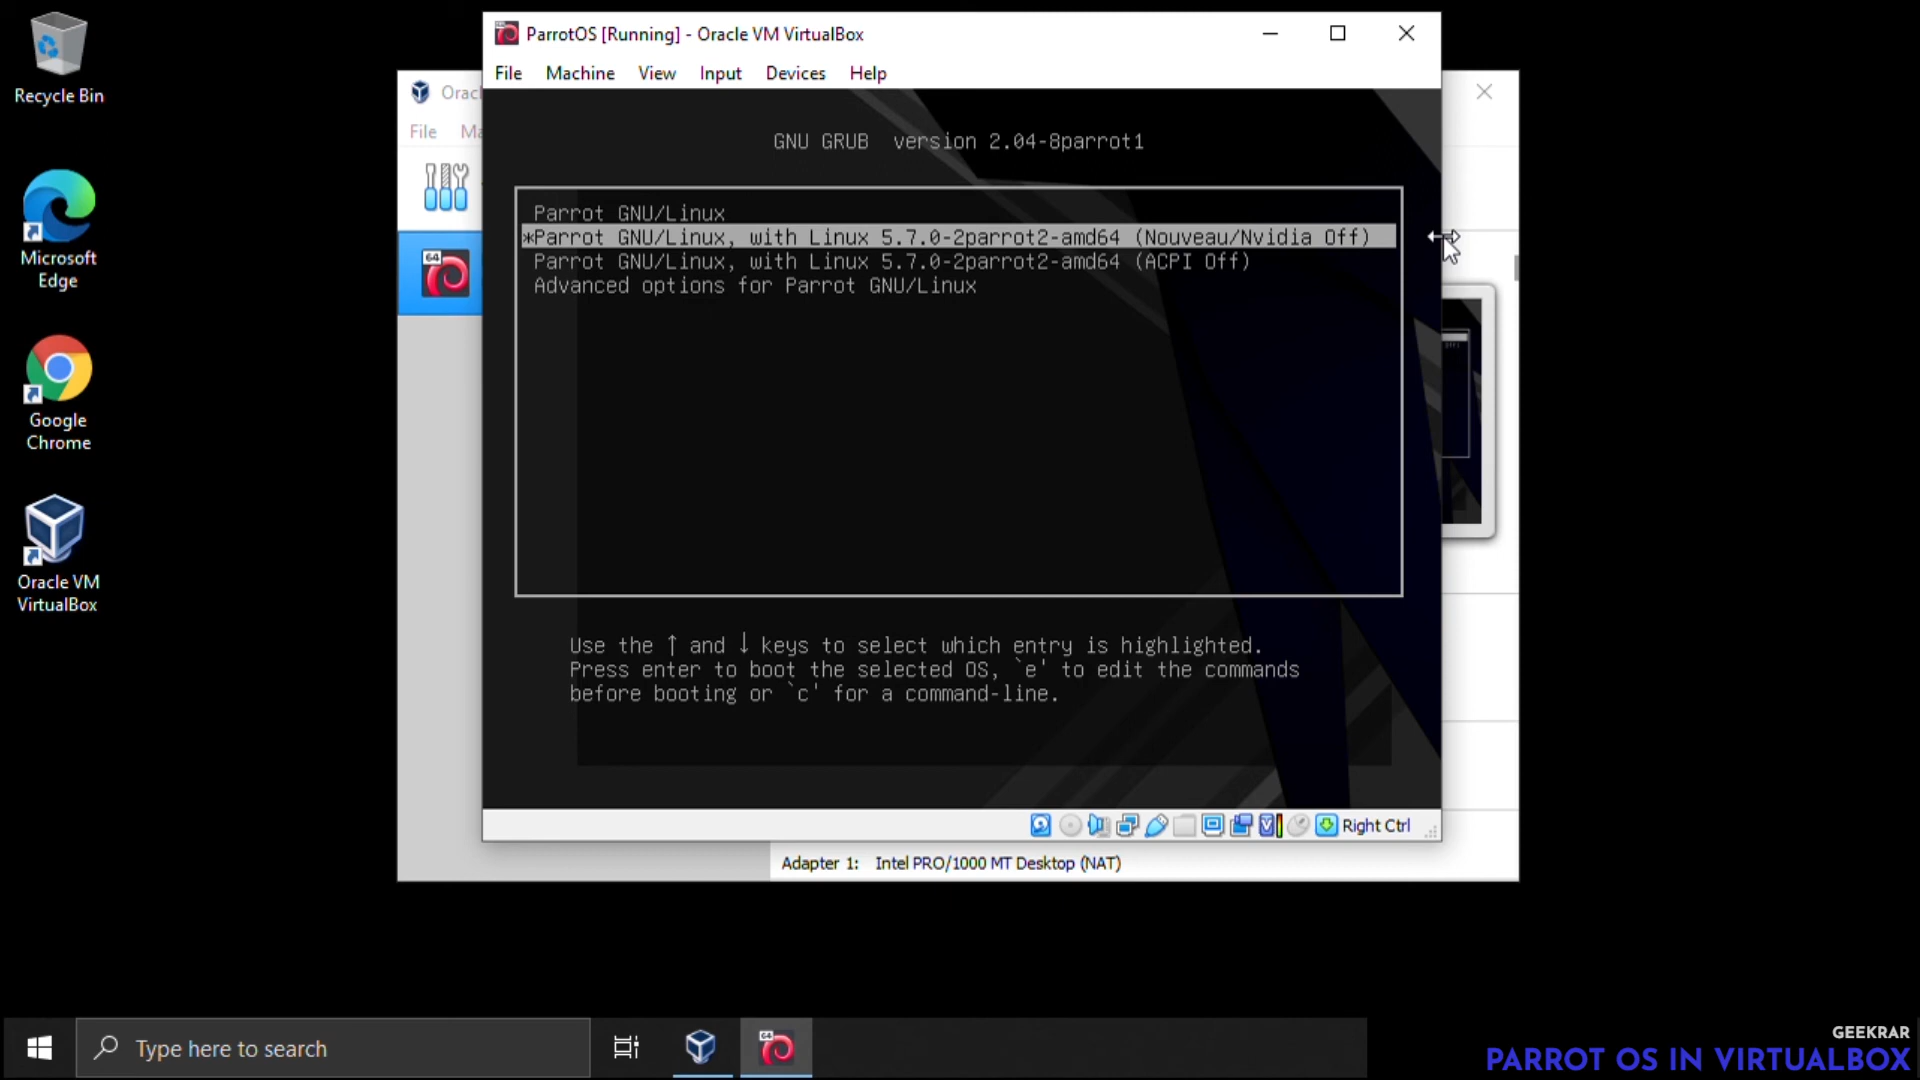 Recycle Bin
Microsoft
Edge
Google
Chrome
Oracle VM
VirtualBox
Orac
File Ma
ParrotOS [Running] - Oracle VM VirtualBox
File Machine View Input Devices Help
GNU GRUB version 2.04-8parrot1
Parrot GNU/Linux
*Parrot GNU/Linux, with Linux 5.7.0-2parrot2-amd64 (Nouveau/Nvidia Off)
Parrot GNU/Linux, with Linux 5.7.0-2parrot2-amd64 (ACPI Off)
Advanced options for Parrot GNU/Linux
Use the ↑ and ↓ keys to select which entry is highlighted.
Press enter to boot the selected OS, `e' to edit the commands
before booting or `c' for a command-line.
Right Ctrl
Adapter 1: Intel PRO/1000 MT Desktop (NAT)
64
Type here to search
64
GEEKRAR
PARROT OS IN VIRTUALBOX